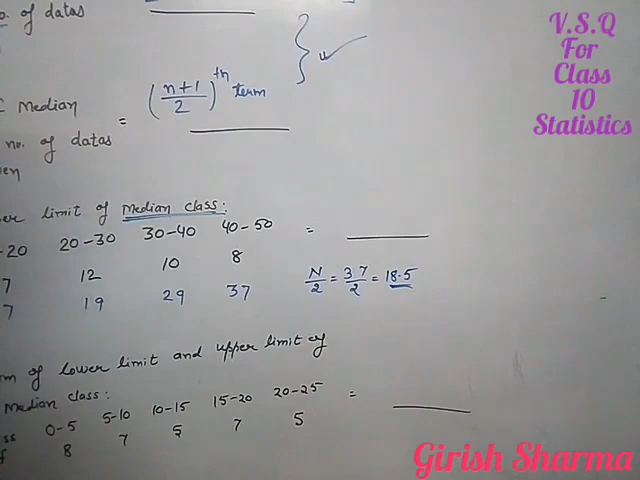 o. of datas
V.S.Q
For
Class
10
Statistics
Median = (n+1/2)^th term
no. of datas
limit of Median class:
-20 20-30 30-40 40-50 =
7 12 10 8
7 19 29 37 N/2 = 37/2 = 18.5
m of lower limit and upper limit of
Median class:
ss 0-5 5-10 10-15 15-20 20-25 =
f 8 7 5 7 5
Girish Sharma